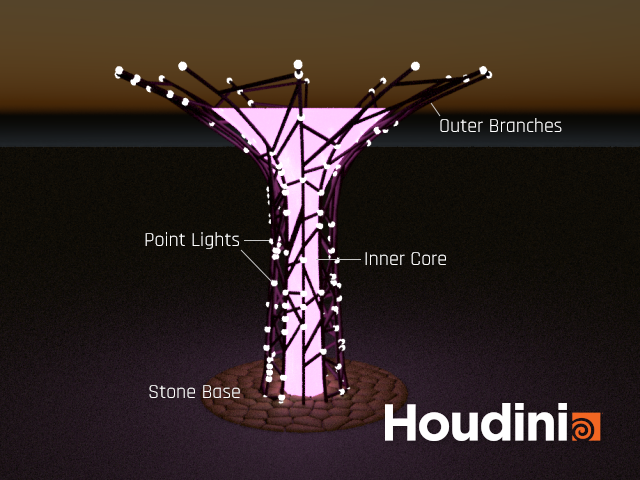 Outer Branches
Point Lights
Inner Core
Stone Base
Houdini